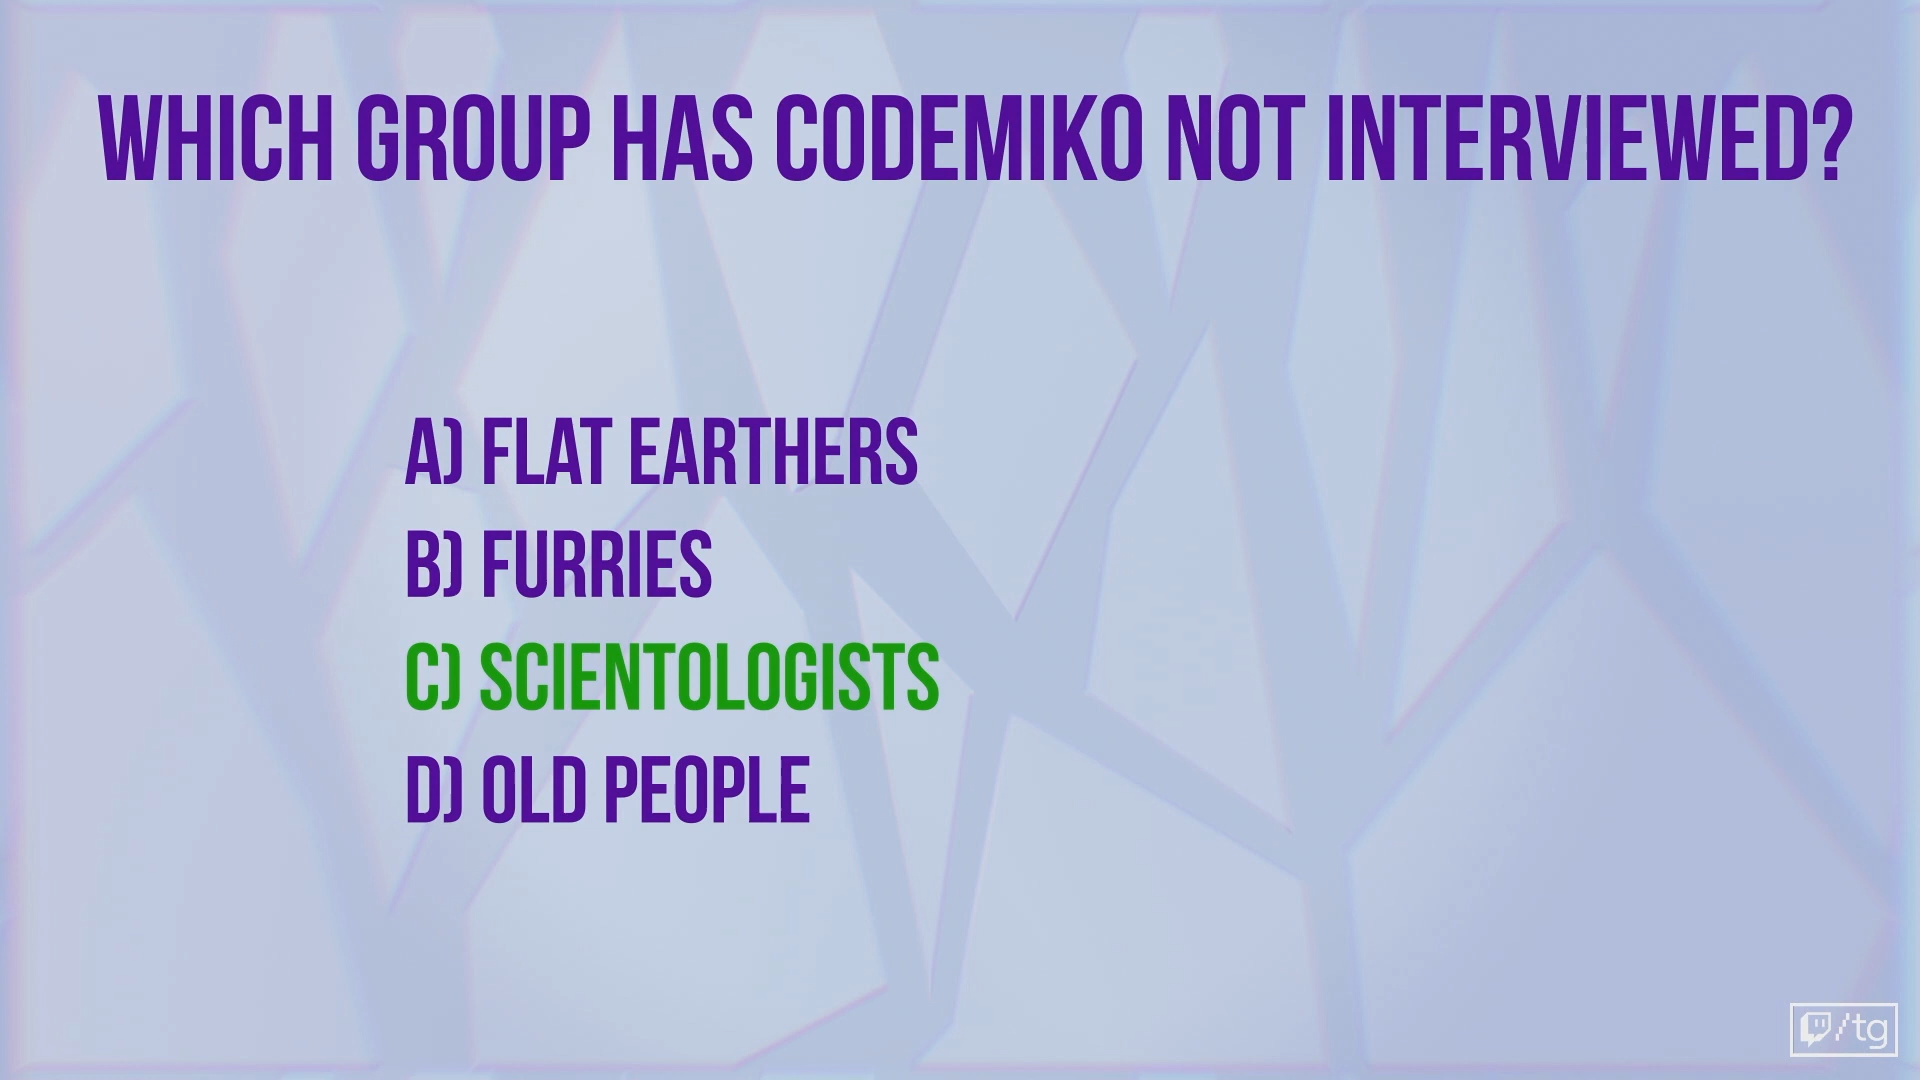 WHICH GROUP HAS CODEMIKO NOT INTERVIEWED?
A) FLAT EARTHERS
B) FURRIES
C) SCIENTOLOGISTS
D) OLD PEOPLE
/tg